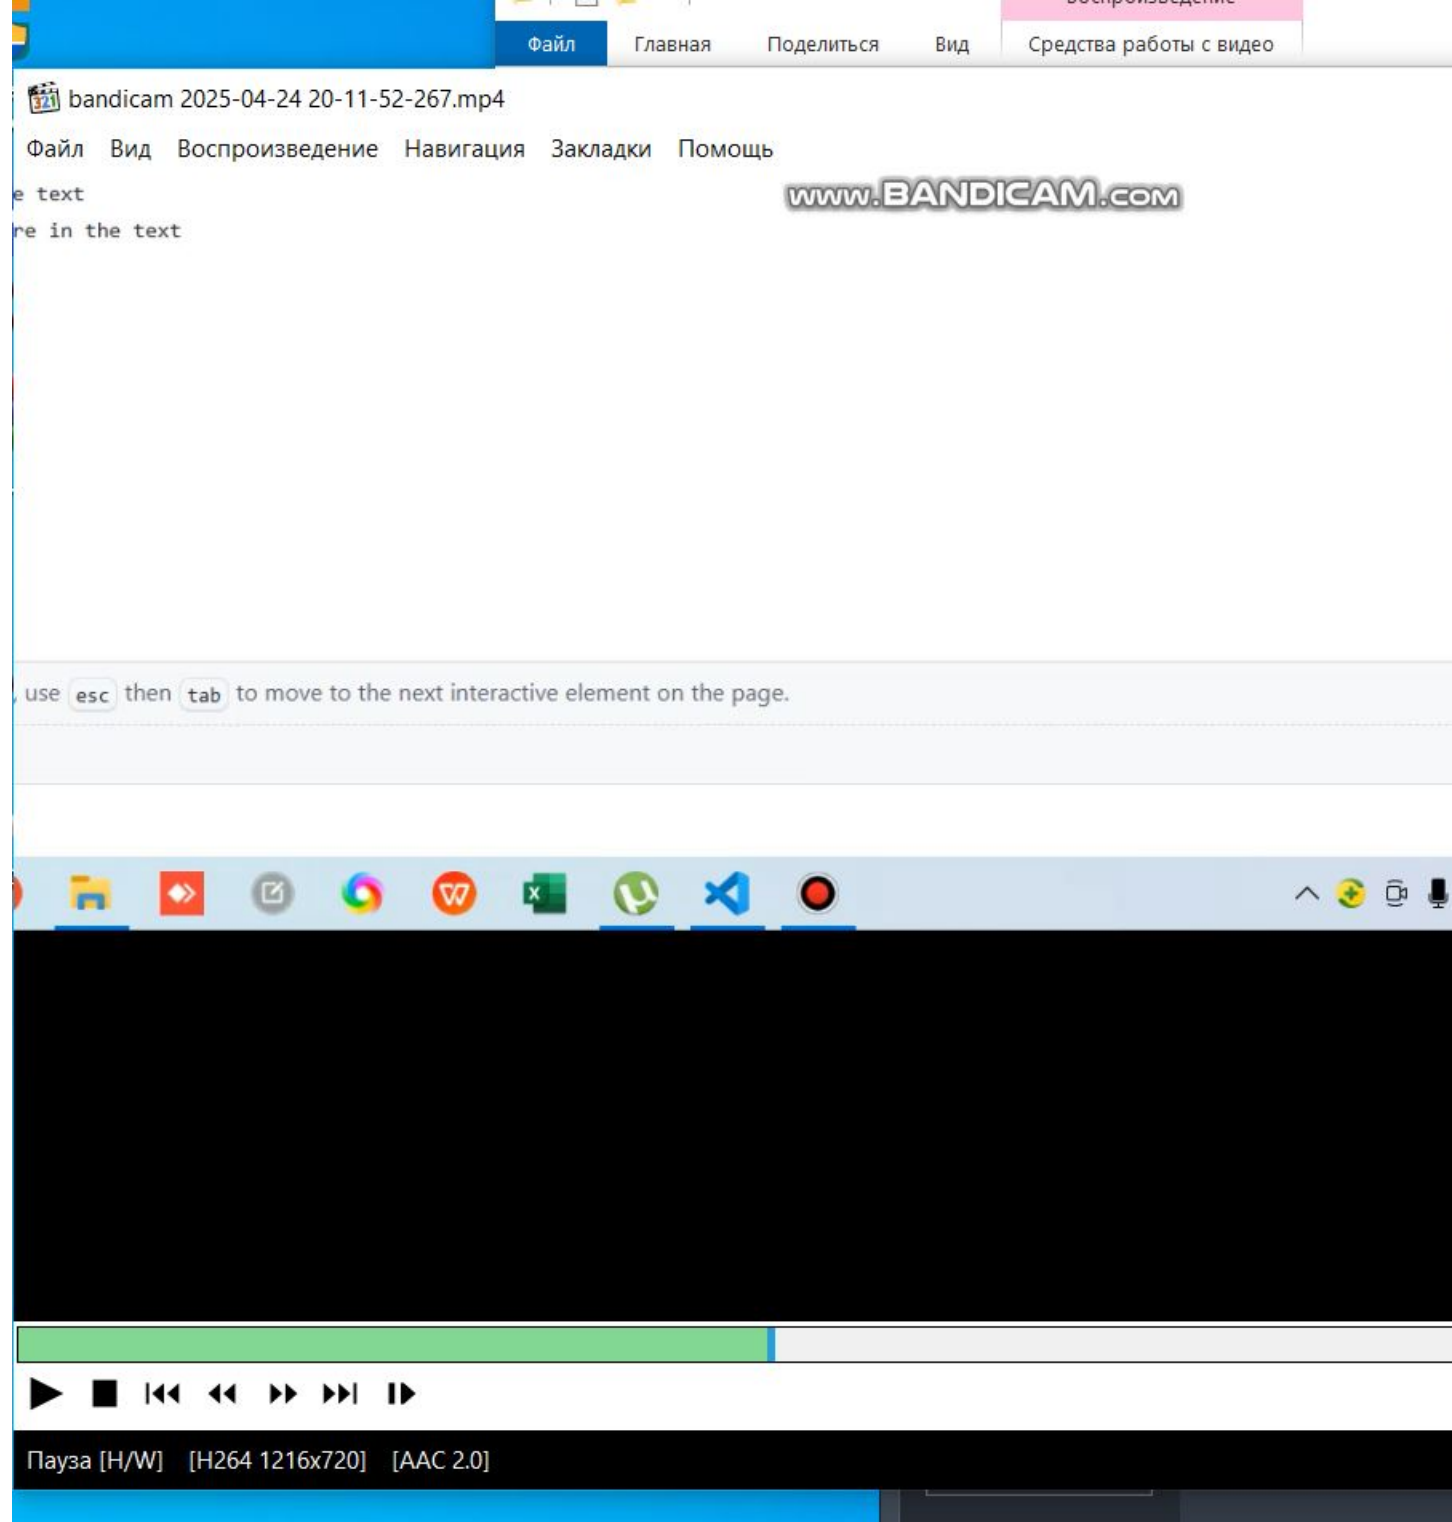 Воспроизведение
Файл Главная Поделиться Вид Средства работы с видео
321 bandicam 2025-04-24 20-11-52-267.mp4
Файл Вид Воспроизведение Навигация Закладки Помощь
e text
www.BANDICAM.com
re in the text
, use esc then tab to move to the next interactive element on the page.
Пауза [H/W] [H264 1216x720] [AAC 2.0]